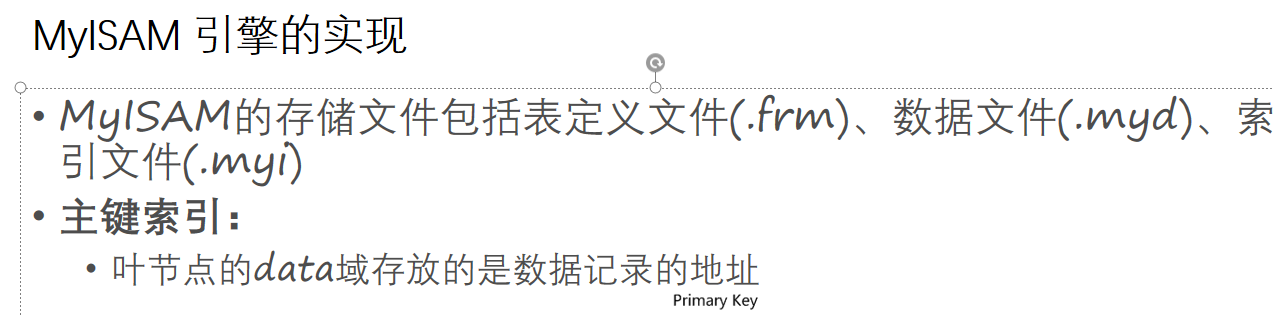 MyISAM 引擎的实现
• MyISAM的存储文件包括表定义文件(.frm)、数据文件(.myd)、索
引文件(.myi)
• 主键索引：
• 叶节点的data域存放的是数据记录的地址
Primary Key